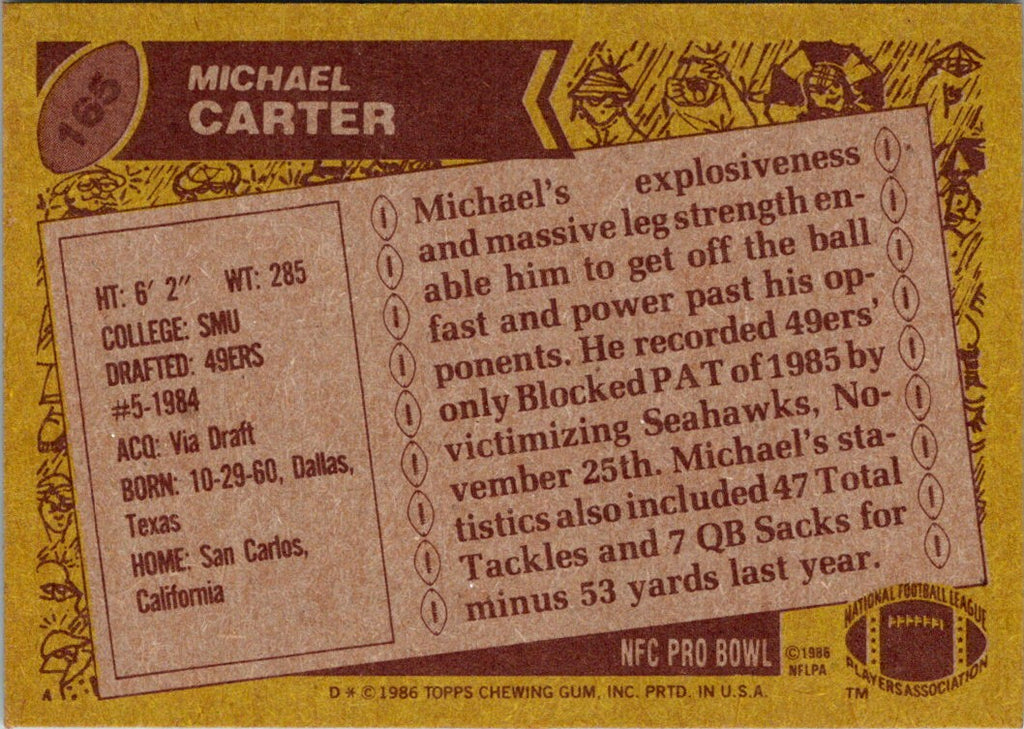 165
MICHAEL
CARTER
HT: 6' 2" WT: 285
COLLEGE: SMU
DRAFTED: 49ERS
#5-1984
ACQ: Via Draft
BORN: 10-29-60, Dallas,
Texas
HOME: San Carlos,
California
Michael's explosiveness
and massive leg strength en-
able him to get off the ball
fast and power past his op-
ponents. He recorded 49ers'
only Blocked PAT of 1985 by
victimizing Seahawks, No-
vember 25th. Michael's sta-
tistics also included 47 Total
Tackles and 7 QB Sacks for
minus 53 yards last year.
NFC PRO BOWL
©1986
NFLPA
NATIONAL FOOTBALL LEAGUE
PLAYERS ASSOCIATION
TM
D * © 1986 TOPPS CHEWING GUM, INC. PRTD. IN U.S.A.